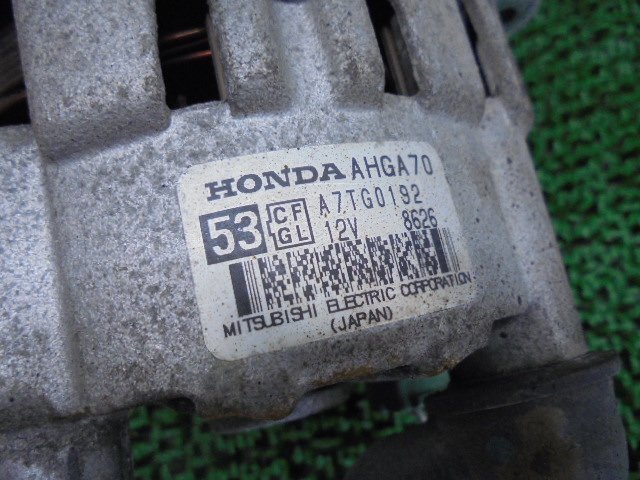 HONDA AHGA70
53 CF GL A7TG0192
12V 8626
MITSUBISHI ELECTRIC CORPORATION
(JAPAN)